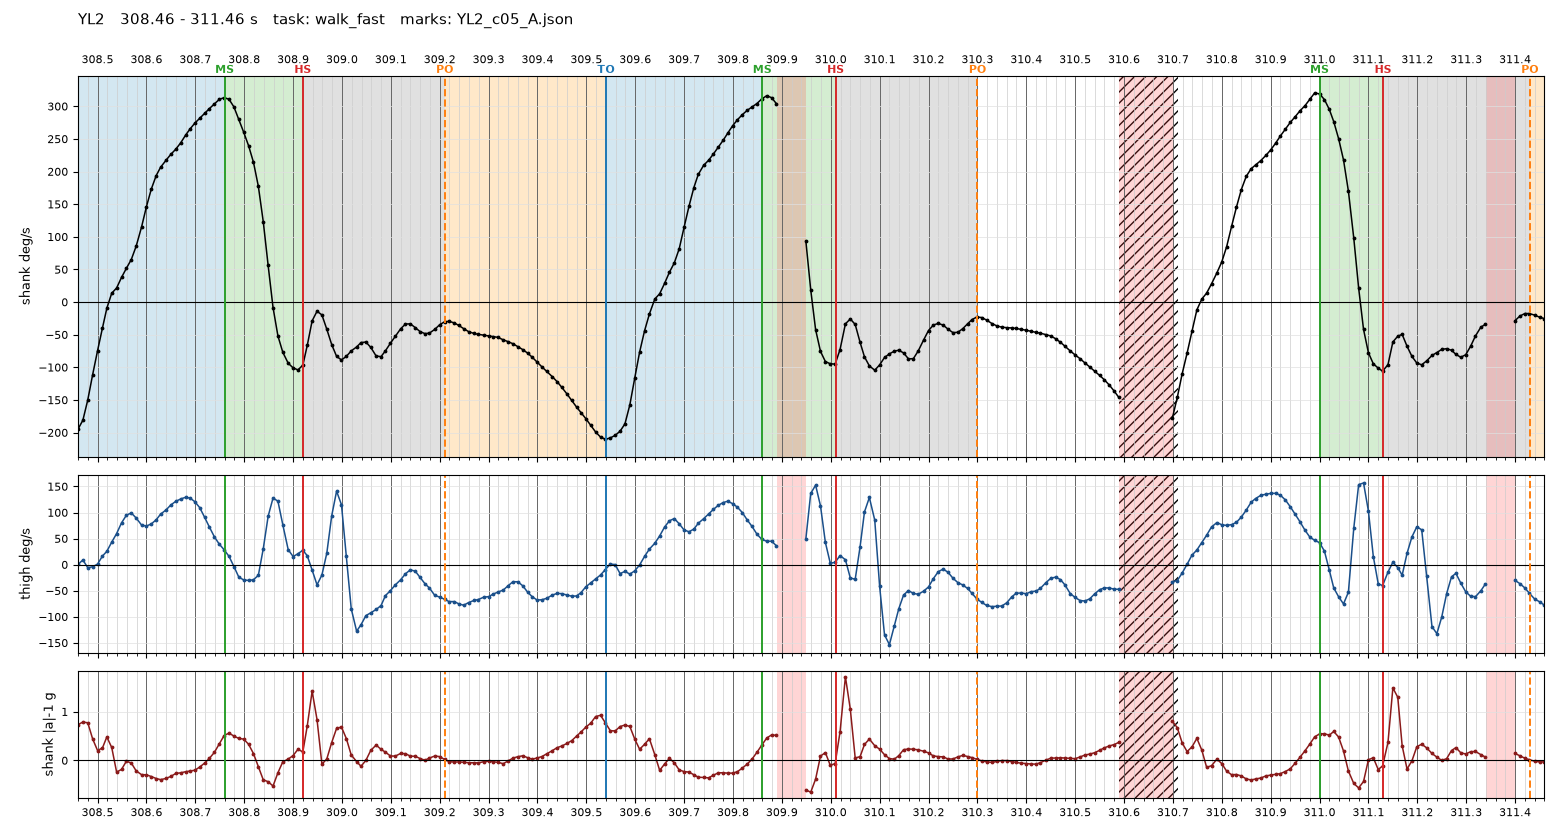 YL2   308.46 - 311.46 s   task: walk_fast   marks: YL2_c05_A.json
308.5 308.6 308.7 308.8 308.9 309.0 309.1 309.2 309.3 309.4 309.5 309.6 309.7 309.8 309.9 310.0 310.1 310.2 310.3 310.4 310.5 310.6 310.7 310.8 310.9 311.0 311.1 311.2 311.3 311.4
MS HS PO TO MS HS PO MS HS PO
shank deg/s
300
250
200
150
100
50
0
−50
−100
−150
−200
thigh deg/s
150
100
50
0
−50
−100
−150
shank |a|-1 g
1
0
308.5 308.6 308.7 308.8 308.9 309.0 309.1 309.2 309.3 309.4 309.5 309.6 309.7 309.8 309.9 310.0 310.1 310.2 310.3 310.4 310.5 310.6 310.7 310.8 310.9 311.0 311.1 311.2 311.3 311.4